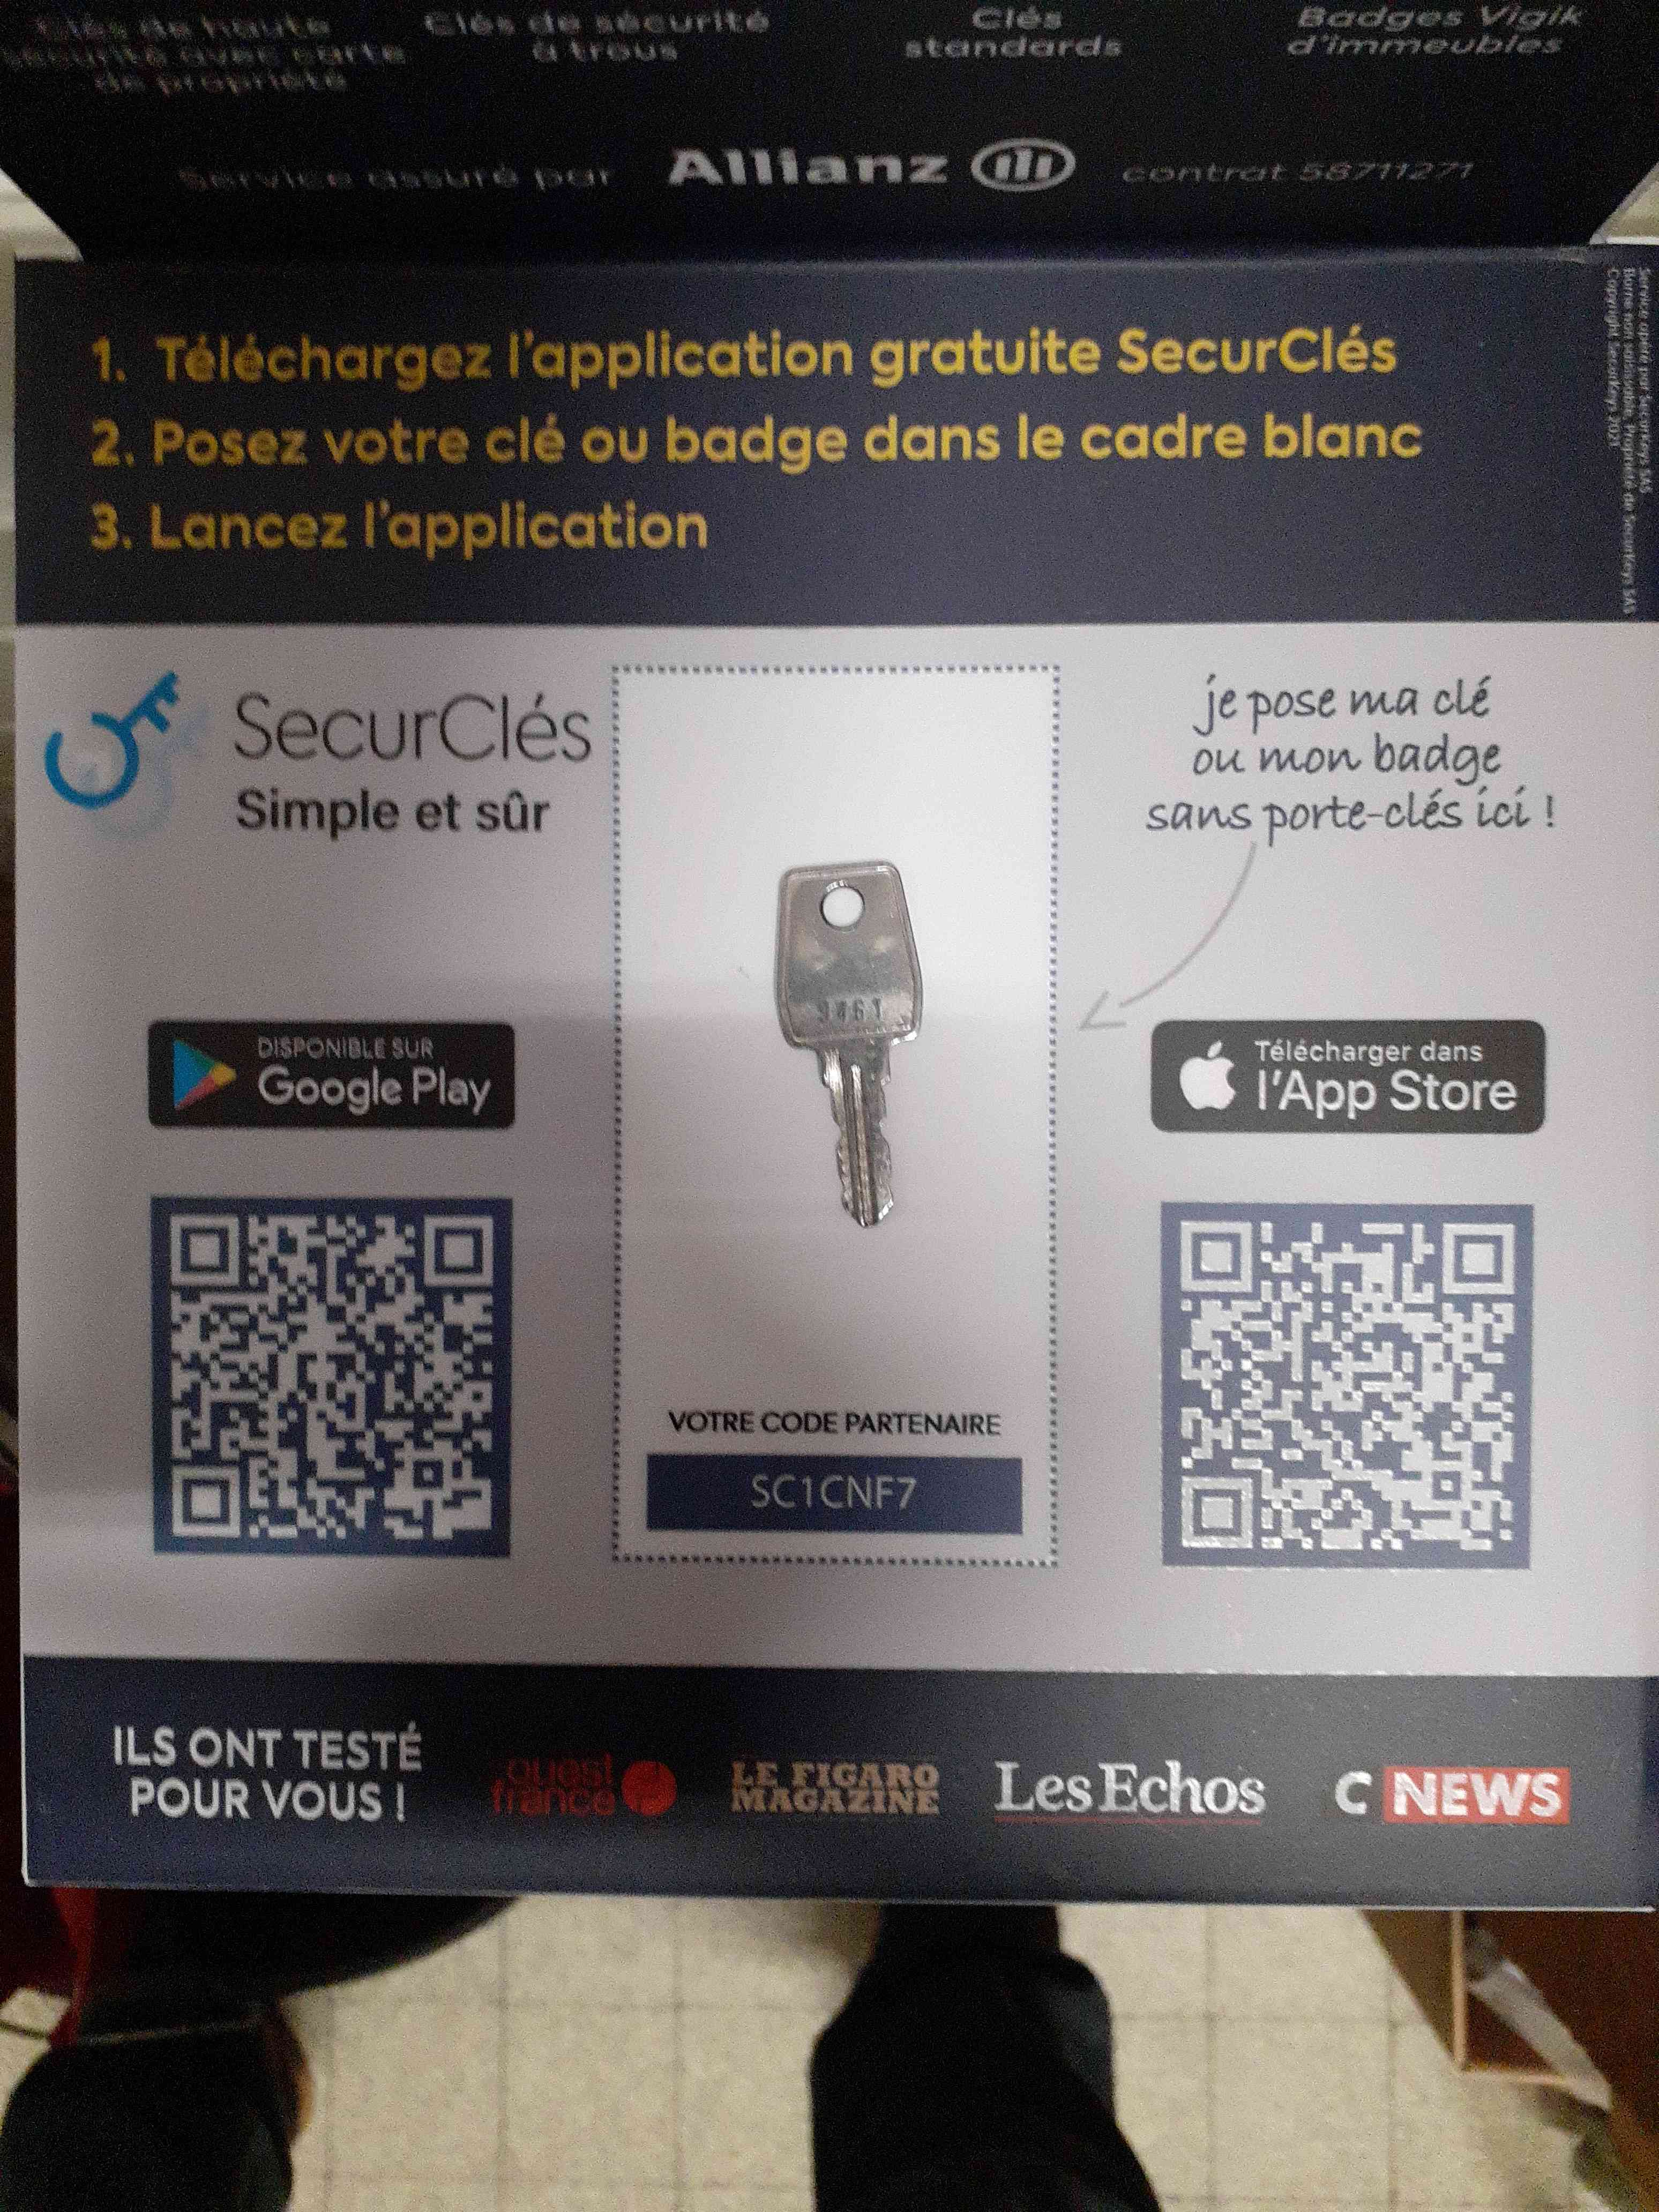 Clés de haute
sécurité avec carte
de propriété
Clés de sécurité
à trous
Clés
standards
Badges Vigik
d'immeubles
Service assuré par Allianz contrat 58711271
Service opéré par Securkeys SAS
Borne non connectable. Propriété de Securkeys SAS
Copyright Securkeys 2021
1. Téléchargez l'application gratuite SecurClés
2. Posez votre clé ou badge dans le cadre blanc
3. Lancez l'application
SecurClés
Simple et sûr
je pose ma clé
ou mon badge
sans porte-clés ici !
9461
DISPONIBLE SUR
Google Play
Télécharger dans
l'App Store
VOTRE CODE PARTENAIRE
SC1CNF7
ILS ONT TESTÉ
POUR VOUS !
ouest
france
LE FIGARO
MAGAZINE
Les Echos
C NEWS